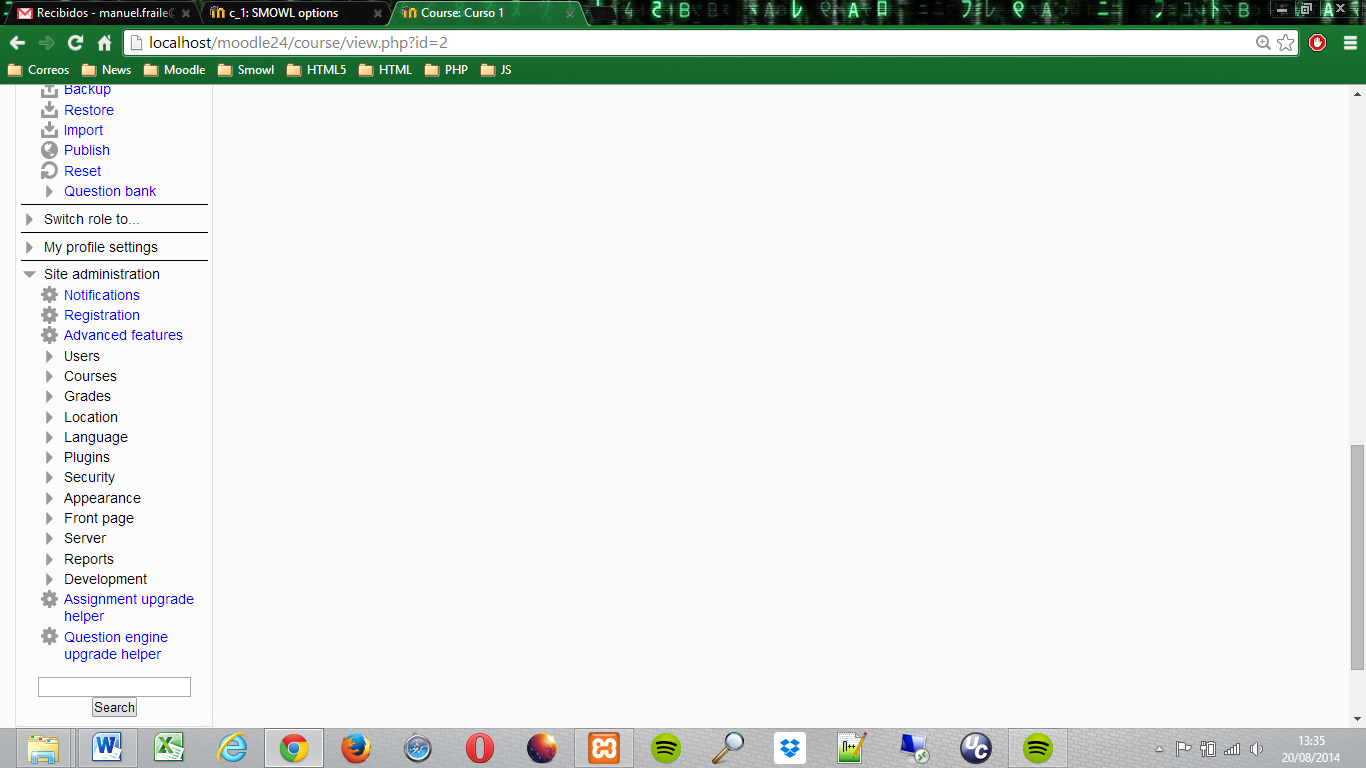 Recibidos - manuel.fraile@
c_1: SMOWL options
Course: Curso 1
localhost/moodle24/course/view.php?id=2
Correos
News
Moodle
Smowl
HTML5
HTML
PHP
JS
Backup
Restore
Import
Publish
Reset
Question bank
Switch role to...
My profile settings
Site administration
Notifications
Registration
Advanced features
Users
Courses
Grades
Location
Language
Plugins
Security
Appearance
Front page
Server
Reports
Development
Assignment upgrade
helper
Question engine
upgrade helper
Search
13:35
20/08/2014